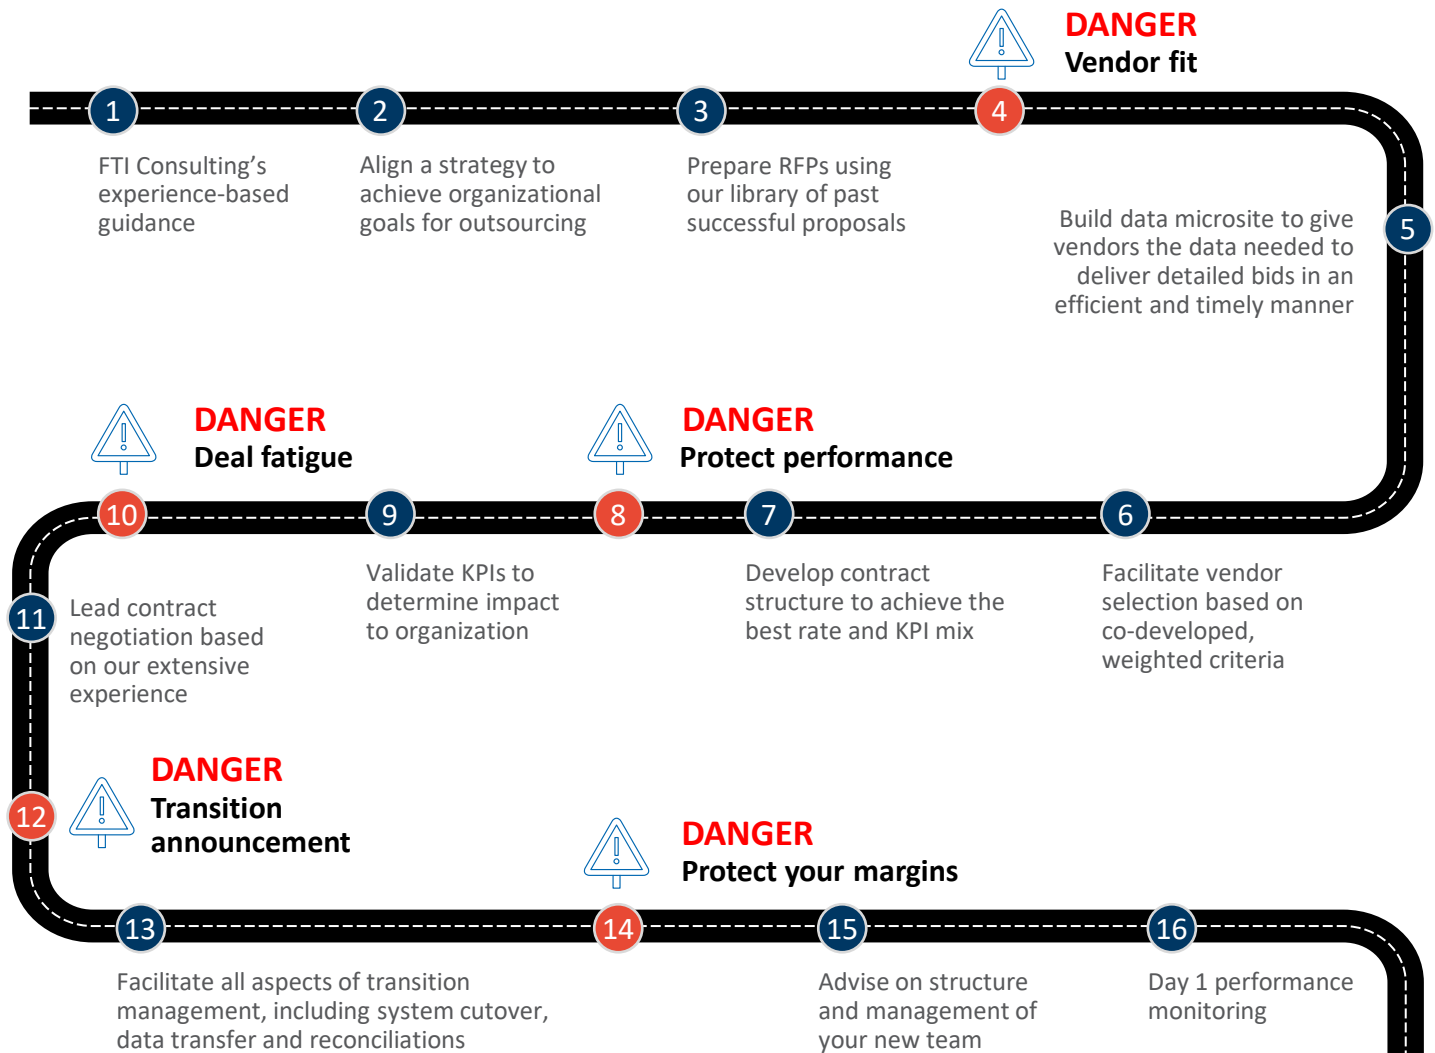 DANGER
Vendor fit
1
2
3
4
FTI Consulting’s
experience-based
guidance
Align a strategy to
achieve organizational
goals for outsourcing
Prepare RFPs using
our library of past
successful proposals
5
Build data microsite to give
vendors the data needed to
deliver detailed bids in an
efficient and timely manner
6
Facilitate vendor
selection based on
co-developed,
weighted criteria
7
Develop contract
structure to achieve the
best rate and KPI mix
DANGER
Protect performance
8
9
Validate KPIs to
determine impact
to organization
DANGER
Deal fatigue
10
11
Lead contract
negotiation based
on our extensive
experience
DANGER
Transition
announcement
12
13
Facilitate all aspects of transition
management, including system cutover,
data transfer and reconciliations
DANGER
Protect your margins
14
15
Advise on structure
and management of
your new team
16
Day 1 performance
monitoring